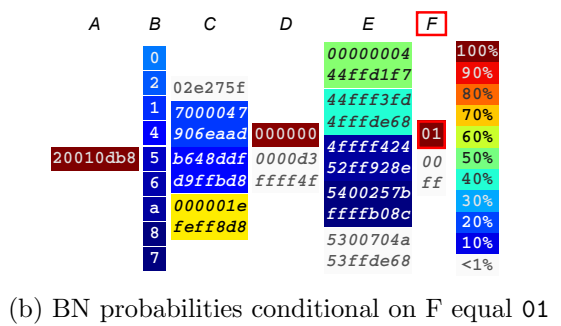 A B C D E F
20010db8
0
2
1
4
5
6
a
8
7
02e275f
7000047
906eaad
b648ddf
d9ffbd8
000001e
feff8d8
000000
0000d3
ffff4f
00000004
44ffd1f7
44fff3fd
4fffde68
4ffff424
52ff928e
5400257b
ffffb08c
5300704a
53ffde68
01
00
ff
100%
90%
80%
70%
60%
50%
40%
30%
20%
10%
<1%
(b) BN probabilities conditional on F equal 01